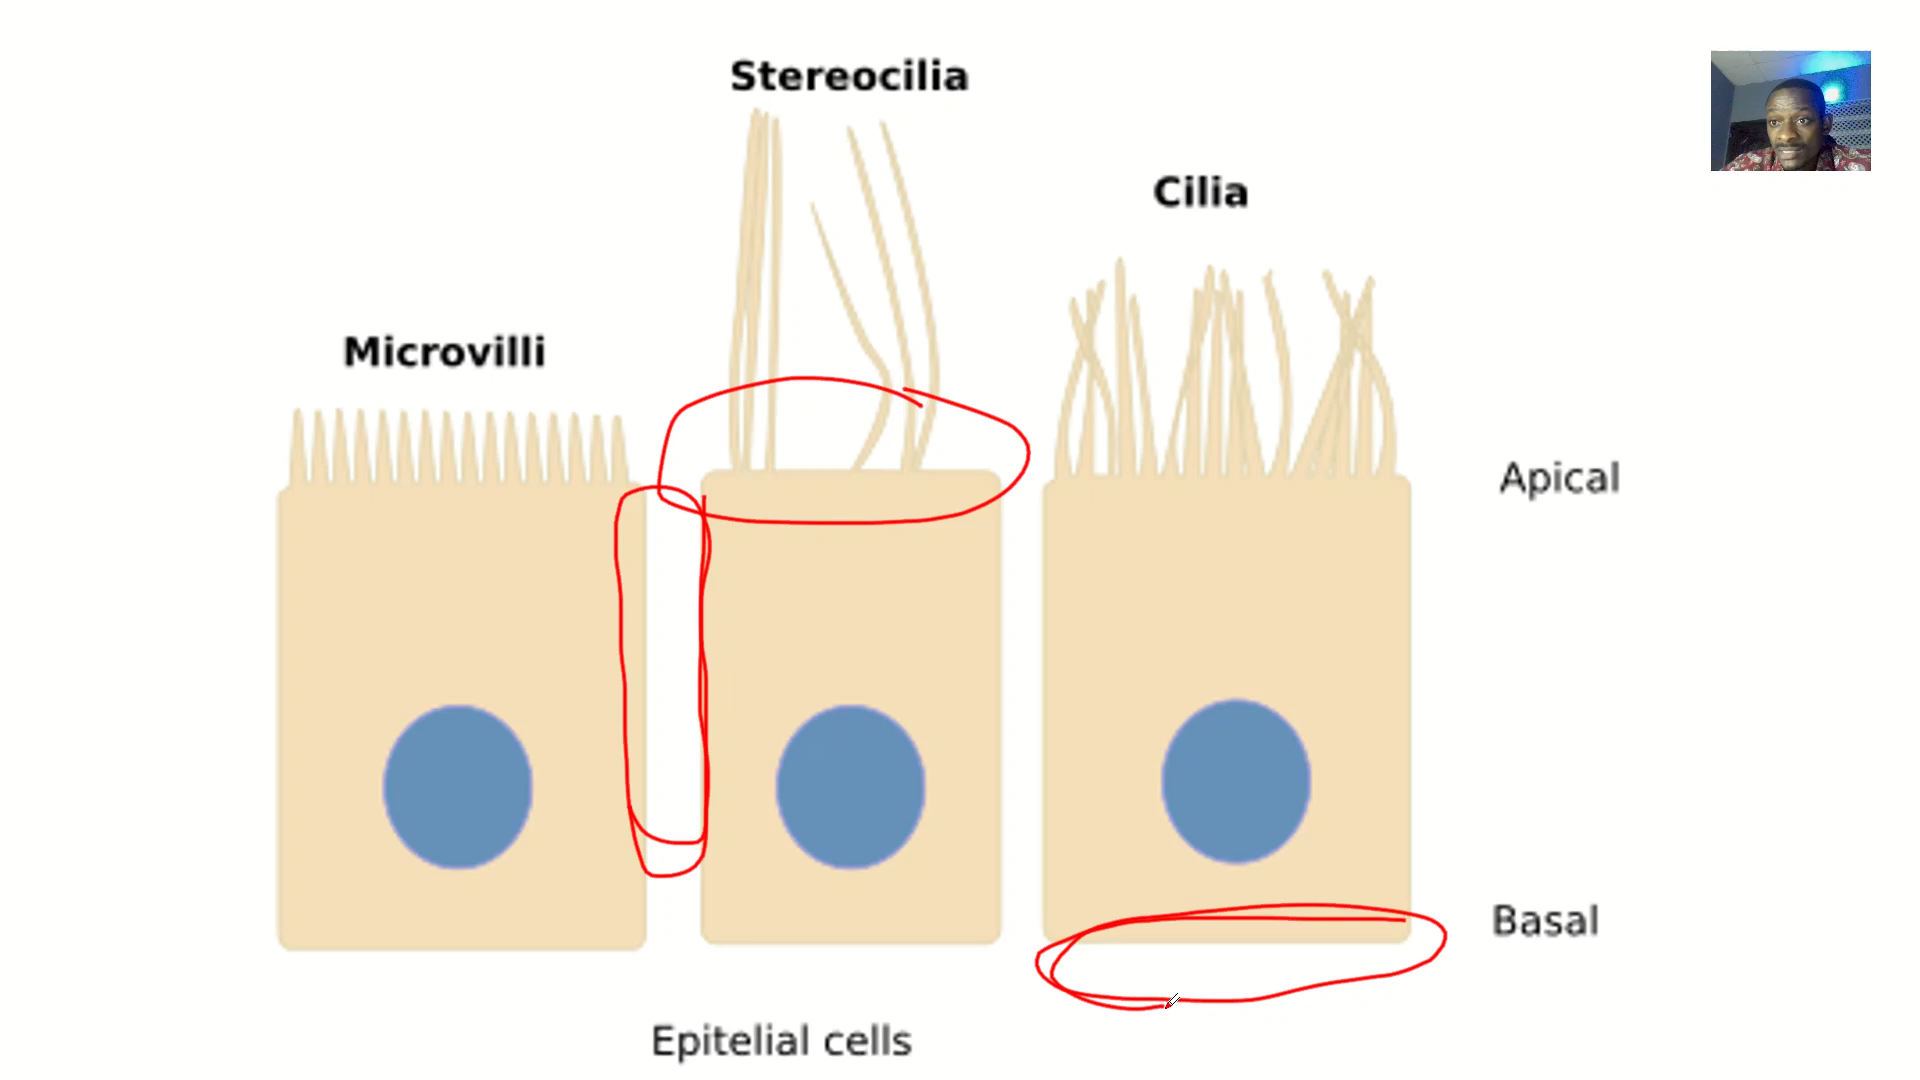 Stereocilia
Cilia
Microvilli
Apical
Basal
Epitelial cells